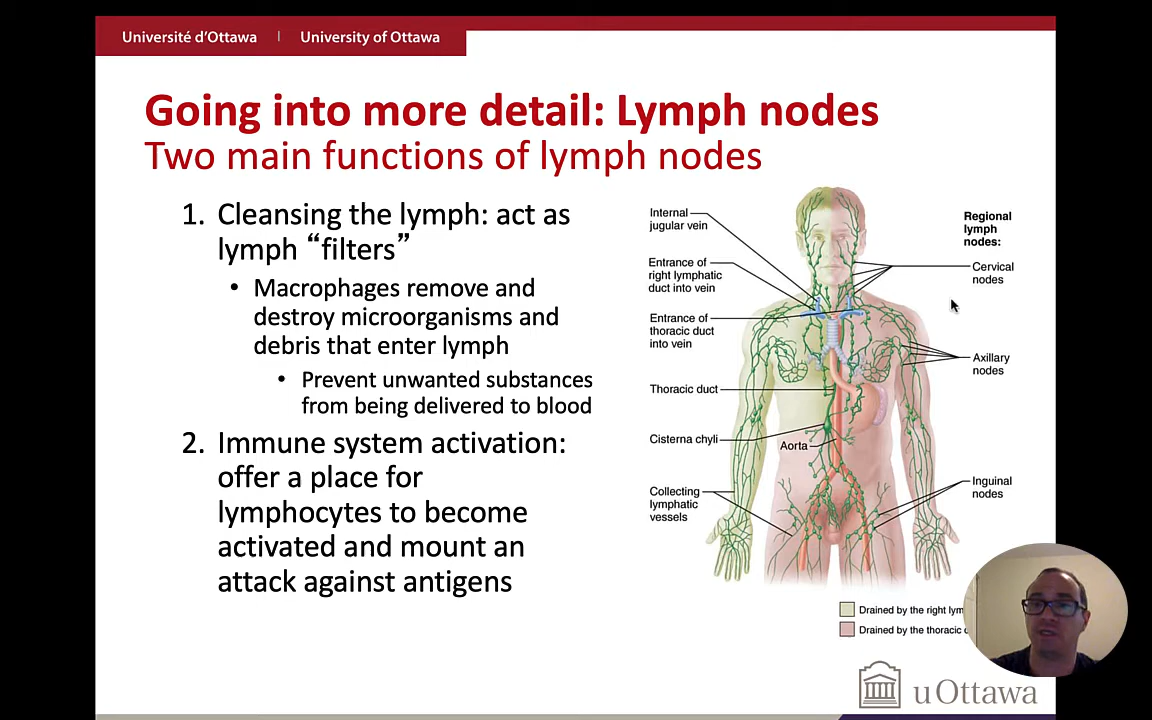 Université d'Ottawa | University of Ottawa
Going into more detail: Lymph nodes
Two main functions of lymph nodes
1. Cleansing the lymph: act as
lymph “filters”
• Macrophages remove and
destroy microorganisms and
debris that enter lymph
• Prevent unwanted substances
from being delivered to blood
2. Immune system activation:
offer a place for
lymphocytes to become
activated and mount an
attack against antigens
Internal
jugular vein
Entrance of
right lymphatic
duct into vein
Entrance of
thoracic duct
into vein
Thoracic duct
Cisterna chyli
Aorta
Collecting
lymphatic
vessels
Regional
lymph
nodes:
Cervical
nodes
Axillary
nodes
Inguinal
nodes
Drained by the right
Drained by the thoracic
uOttawa